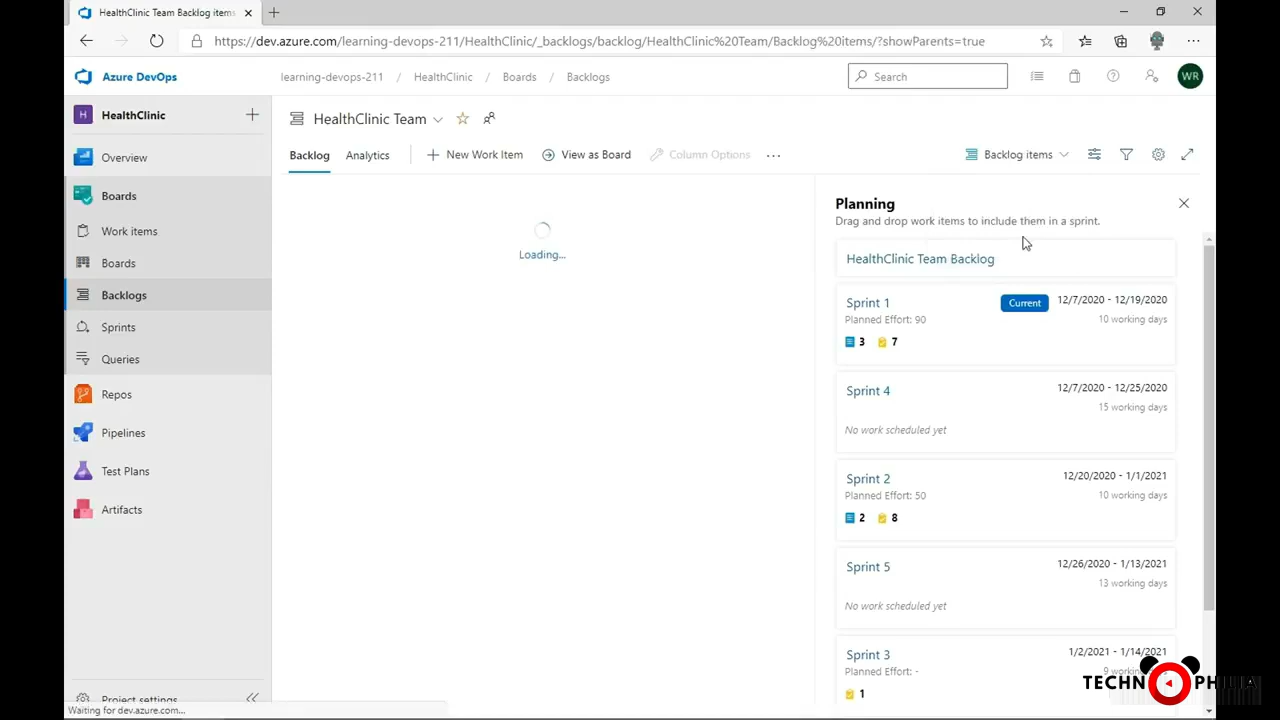 HealthClinic Team Backlog items
https://dev.azure.com/learning-devops-211/HealthClinic/_backlogs/backlog/HealthClinic%20Team/Backlog%20items/?showParents=true
Azure DevOps
learning-devops-211 / HealthClinic / Boards / Backlogs
Search
WR
H HealthClinic
HealthClinic Team
Overview
Backlog Analytics New Work Item View as Board Column Options
Backlog items
Boards
Work items
Boards
Backlogs
Sprints
Queries
Repos
Pipelines
Test Plans
Artifacts
Project settings
Waiting for dev.azure.com...
Loading...
Planning
Drag and drop work items to include them in a sprint.
HealthClinic Team Backlog
Sprint 1 Current 12/7/2020 - 12/19/2020
Planned Effort: 90 10 working days
3 7
Sprint 4 12/7/2020 - 12/25/2020
15 working days
No work scheduled yet
Sprint 2 12/20/2020 - 1/1/2021
Planned Effort: 50 10 working days
2 8
Sprint 5 12/26/2020 - 1/13/2021
13 working days
No work scheduled yet
Sprint 3 1/2/2021 - 1/14/2021
Planned Effort: -
1